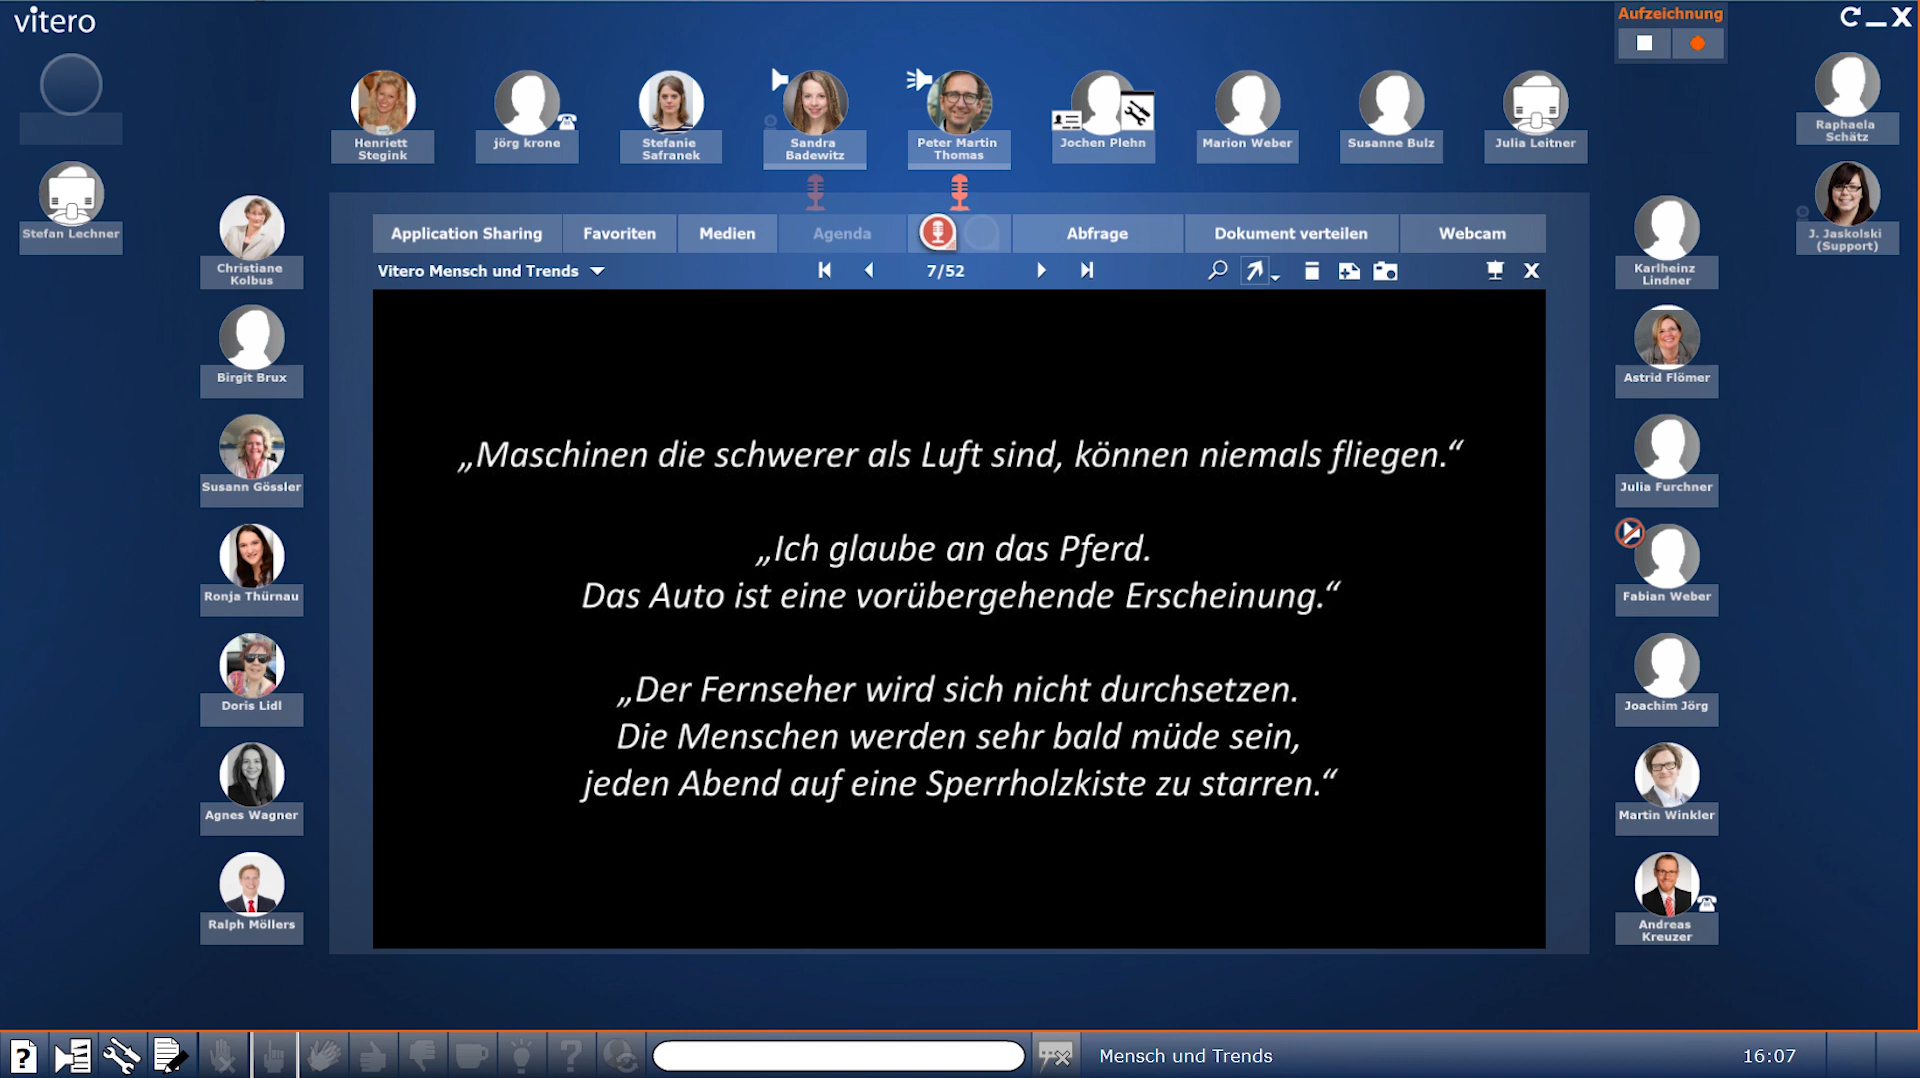 vitero
Aufzeichnung
Henriett
Stegink
jörg krone
Stefanie
Safranek
Sandra
Badewitz
Peter Martin
Thomas
Jochen Plehn
Marion Weber
Susanne Bulz
Julia Leitner
Raphaela
Schätz
Stefan Lechner
J. Jaskolski
(Support)
Christiane
Kolbus
Birgit Brux
Susann Gössler
Ronja Thürnau
Doris Lidl
Agnes Wagner
Ralph Möllers
Application Sharing Favoriten Medien Agenda Abfrage Dokument verteilen Webcam
Vitero Mensch und Trends 7/52
„Maschinen die schwerer als Luft sind, können niemals fliegen.“
„Ich glaube an das Pferd.
Das Auto ist eine vorübergehende Erscheinung.“
„Der Fernseher wird sich nicht durchsetzen.
Die Menschen werden sehr bald müde sein,
jeden Abend auf eine Sperrholzkiste zu starren.“
Karlheinz
Lindner
Astrid Flömer
Julia Furchner
Fabian Weber
Joachim Jörg
Martin Winkler
Andreas
Kreuzer
Mensch und Trends 16:07